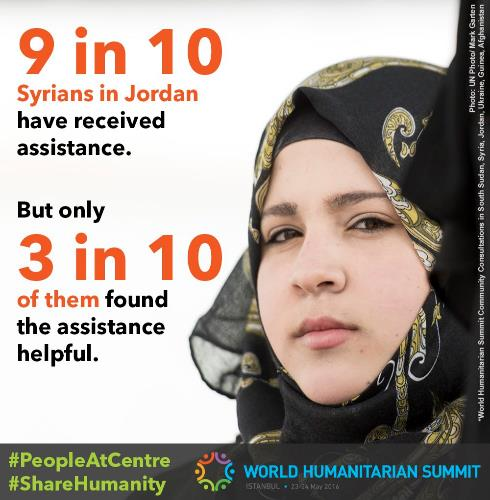 9 in 10
Syrians in Jordan
have received
assistance.
But only
3 in 10
of them found
the assistance
helpful.
#PeopleAtCentre
#ShareHumanity
WORLD HUMANITARIAN SUMMIT
ISTANBUL • 23-24 May 2016
Photo: UN Photo/ Mark Garten
*World Humanitarian Summit Community Consultations in South Sudan, Syria, Jordan, Ukraine, Guinea, Afghanistan